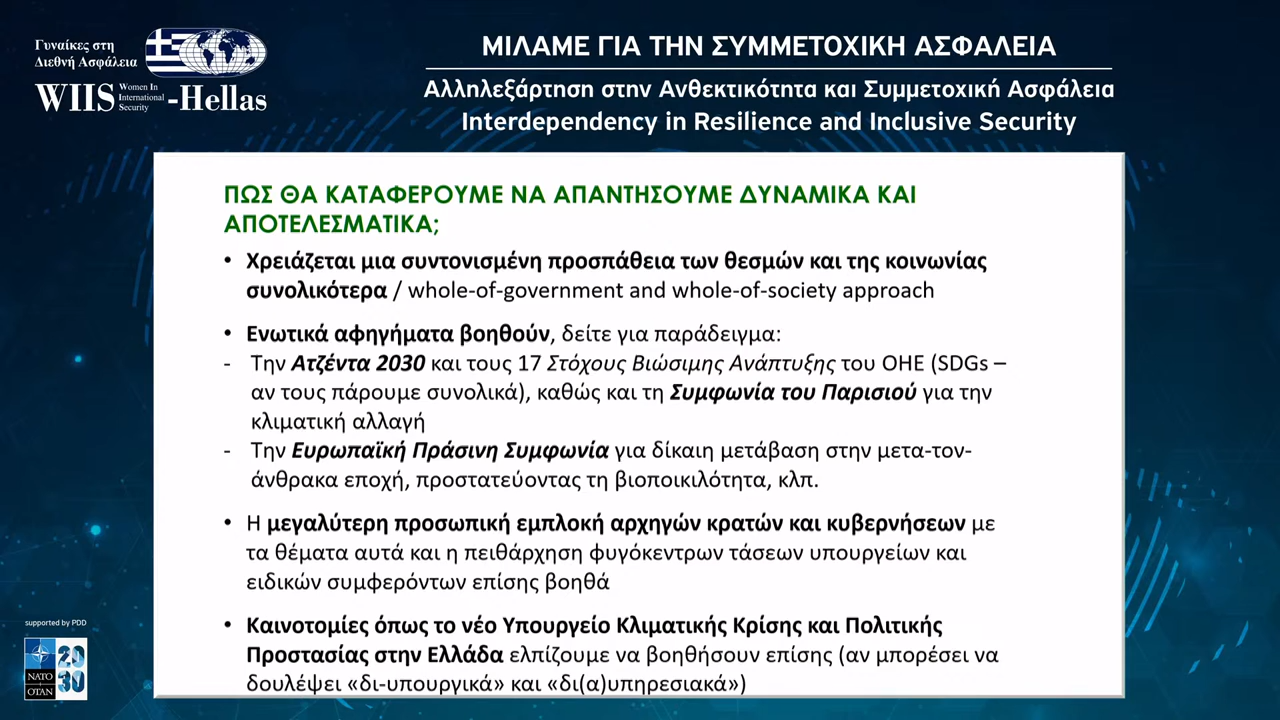 Γυναίκες στη
Διεθνή Ασφάλεια
WIIS Women In International Security -Hellas
ΜΙΛΑΜΕ ΓΙΑ ΤΗΝ ΣΥΜΜΕΤΟΧΙΚΗ ΑΣΦΑΛΕΙΑ
Αλληλεξάρτηση στην Ανθεκτικότητα και Συμμετοχική Ασφάλεια
Interdependency in Resilience and Inclusive Security
ΠΩΣ ΘΑ ΚΑΤΑΦΕΡΟΥΜΕ ΝΑ ΑΠΑΝΤΗΣΟΥΜΕ ΔΥΝΑΜΙΚΑ ΚΑΙ
ΑΠΟΤΕΛΕΣΜΑΤΙΚΑ;
• Χρειάζεται μια συντονισμένη προσπάθεια των θεσμών και της κοινωνίας
συνολικότερα / whole-of-government and whole-of-society approach
• Ενωτικά αφηγήματα βοηθούν, δείτε για παράδειγμα:
- Την Ατζέντα 2030 και τους 17 Στόχους Βιώσιμης Ανάπτυξης του ΟΗΕ (SDGs –
αν τους πάρουμε συνολικά), καθώς και τη Συμφωνία του Παρισιού για την
κλιματική αλλαγή
- Την Ευρωπαϊκή Πράσινη Συμφωνία για δίκαιη μετάβαση στην μετα-τον-
άνθρακα εποχή, προστατεύοντας τη βιοποικιλότητα, κλπ.
• Η μεγαλύτερη προσωπική εμπλοκή αρχηγών κρατών και κυβερνήσεων με
τα θέματα αυτά και η πειθάρχηση φυγόκεντρων τάσεων υπουργείων και
ειδικών συμφερόντων επίσης βοηθά
• Καινοτομίες όπως το νέο Υπουργείο Κλιματικής Κρίσης και Πολιτικής
Προστασίας στην Ελλάδα ελπίζουμε να βοηθήσουν επίσης (αν μπορέσει να
δουλέψει «δι-υπουργικά» και «δι(α)υπηρεσιακά»)
supported by PDD
NATO
OTAN
20
30